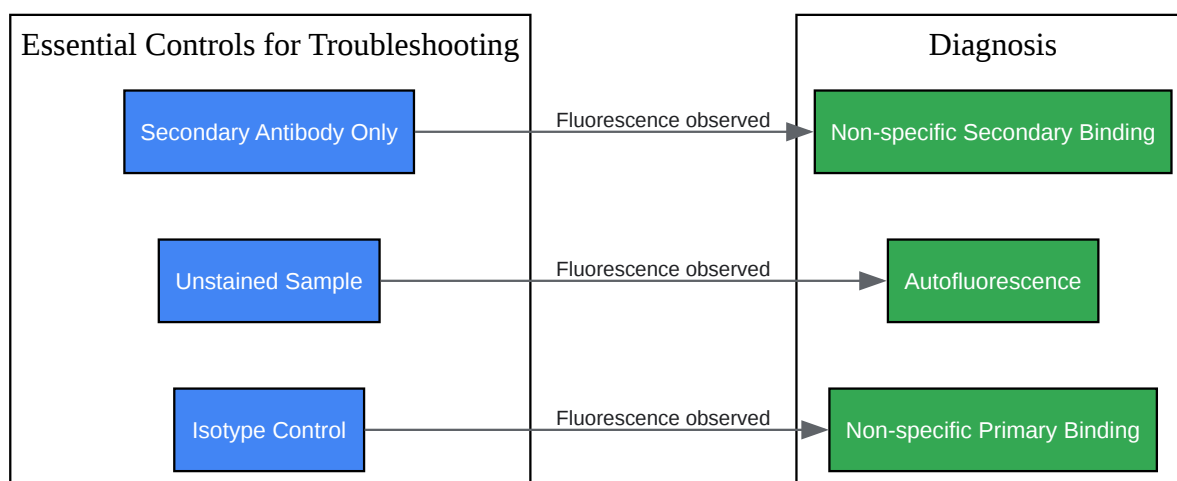 Essential Controls for Troubleshooting
Diagnosis
Secondary Antibody Only
Fluorescence observed
Non-specific Secondary Binding
Unstained Sample
Fluorescence observed
Autofluorescence
Isotype Control
Fluorescence observed
Non-specific Primary Binding